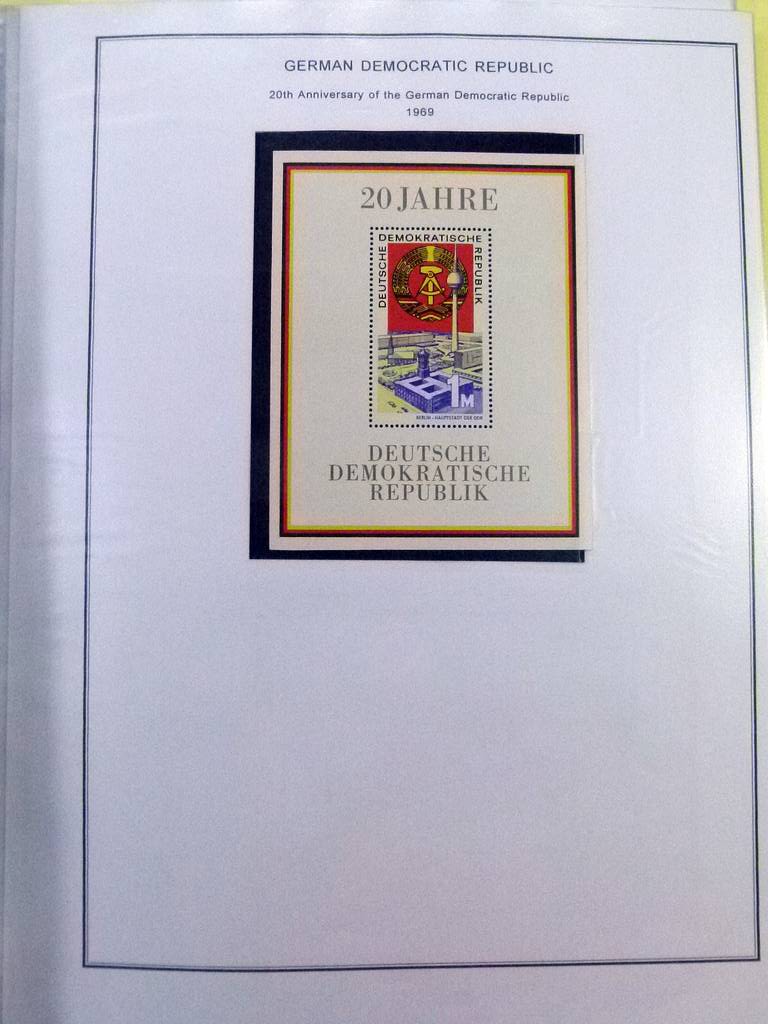 GERMAN DEMOCRATIC REPUBLIC
20th Anniversary of the German Democratic Republic
1969
20 JAHRE
DEUTSCHE DEMOKRATISCHE REPUBLIK
1M
BERLIN - HAUPTSTADT DER DDR
DEUTSCHE
DEMOKRATISCHE
REPUBLIK